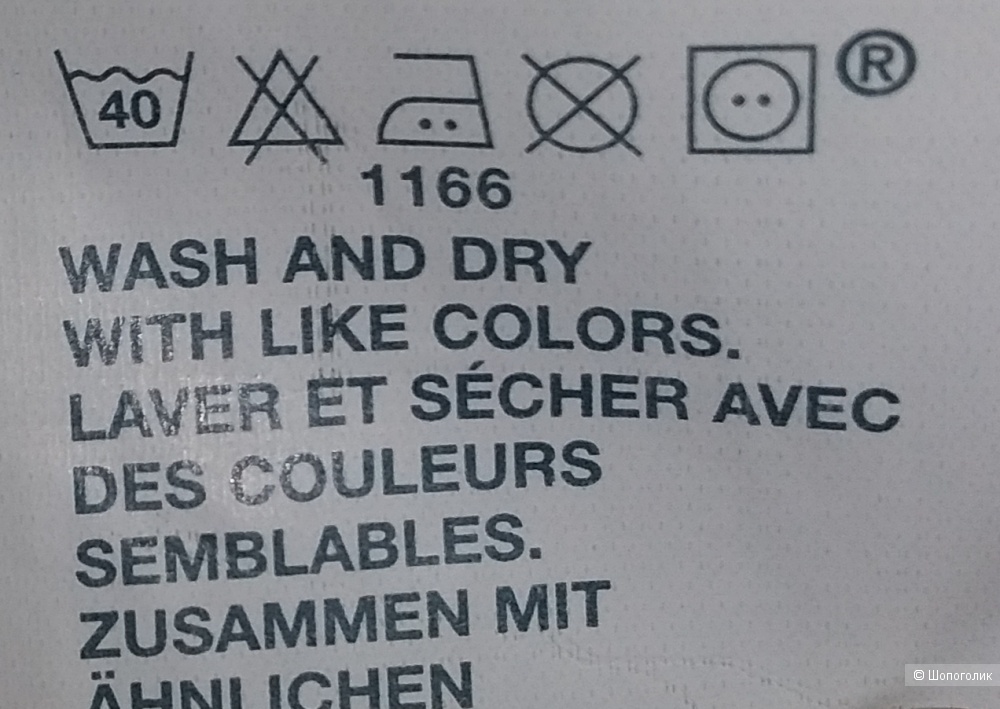 40
®
1166
WASH AND DRY
WITH LIKE COLORS.
LAVER ET SÉCHER AVEC
DES COULEURS
SEMBLABLES.
ZUSAMMEN MIT
ÄHNLICHEN
© Шопоголик